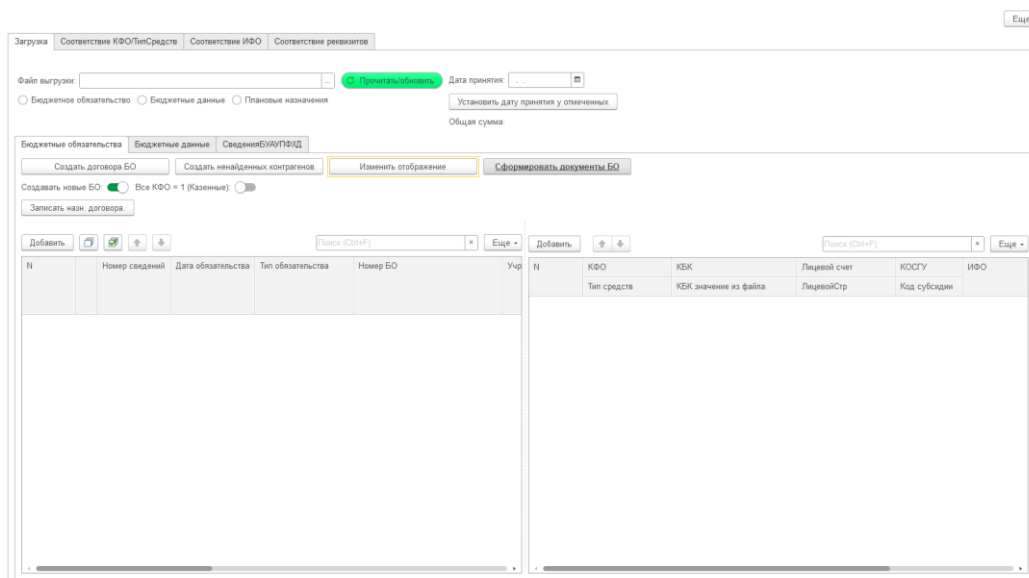 Еще
Загрузка Соответствие КФО/ТипСредств Соответствие ИФО Соответствие реквизитов
Файл выгрузки: ... Прочитать/обновить Дата принятия: . .
Бюджетное обязательство Бюджетные данные Плановые назначения
Установить дату принятия у отмеченных
Общая сумма:
Бюджетные обязательства Бюджетные данные СведенияБУАУПФХД
Создать договора БО Создать ненайденных контрагенов Изменить отображение Сформировать документы БО
Создавать новые БО: Все КФО = 1 (Казенные):
Записать назн. договора.
Добавить Поиск (Ctrl+F) × Еще Добавить Поиск (Ctrl+F) × Еще
N Номер сведений Дата обязательства Тип обязательства Номер БО Учр N КФО КБК Лицевой счет КОСГУ ИФО
Тип средств КБК значение из файла ЛицевойСтр Код субсидии